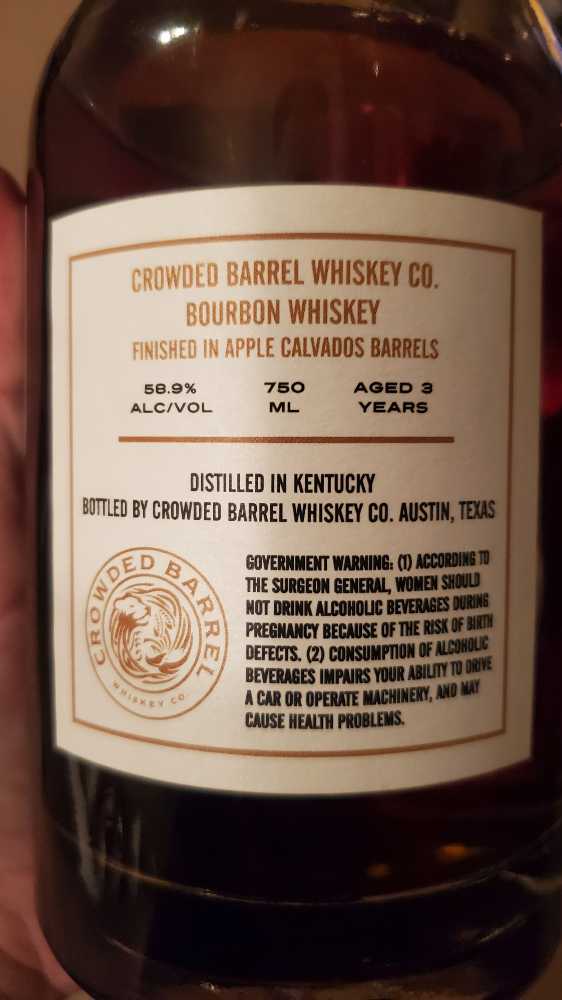 CROWDED BARREL WHISKEY CO.
BOURBON WHISKEY
FINISHED IN APPLE CALVADOS BARRELS
58.9% 750 AGED 3
ALC/VOL ML YEARS
DISTILLED IN KENTUCKY
BOTTLED BY CROWDED BARREL WHISKEY CO. AUSTIN, TEXAS
CROWDED BARREL
WHISKEY CO.
GOVERNMENT WARNING: (1) ACCORDING TO
THE SURGEON GENERAL, WOMEN SHOULD
NOT DRINK ALCOHOLIC BEVERAGES DURING
PREGNANCY BECAUSE OF THE RISK OF BIRTH
DEFECTS. (2) CONSUMPTION OF ALCOHOLIC
BEVERAGES IMPAIRS YOUR ABILITY TO DRIVE
A CAR OR OPERATE MACHINERY, AND MAY
CAUSE HEALTH PROBLEMS.